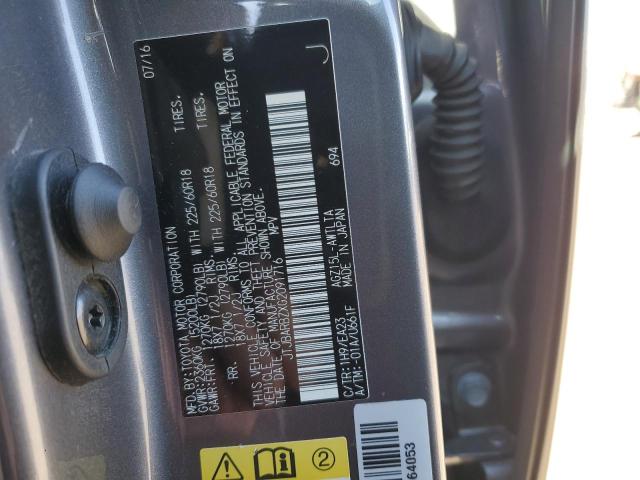 MFD. BY:TOYOTA MOTOR CORPORATION 07/16
GVWR:2360KG (5200LB)
GAWR:FRT. 1270KG (2790LB) WITH 225/60R18 TIRES,
18X7 1/2J RIMS,
RR. 1270KG (2790LB) WITH 225/60R18 TIRES,
18X7 1/2J RIMS,
THIS VEHICLE CONFORMS TO ALL APPLICABLE FEDERAL MOTOR
VEHICLE SAFETY AND THEFT PREVENTION STANDARDS IN EFFECT ON
THE DATE OF MANUFACTURE SHOWN ABOVE.
MPV
J
694
C/TR:1H9/EA25 AGZ15L-AWTLTA
A/TM:-01A/U661F MADE IN JAPAN
2
64053